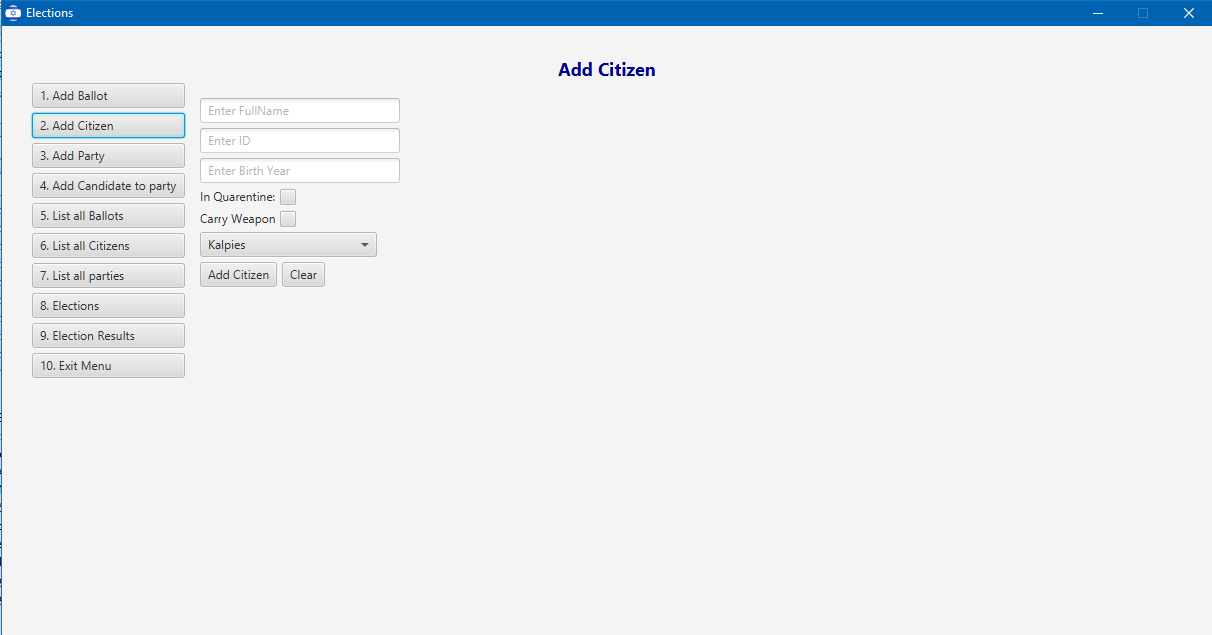 Elections
Add Citizen
1. Add Ballot
2. Add Citizen
3. Add Party
4. Add Candidate to party
5. List all Ballots
6. List all Citizens
7. List all parties
8. Elections
9. Election Results
10. Exit Menu
Enter FullName
Enter ID
Enter Birth Year
In Quarentine:
Carry Weapon
Kalpies
Add Citizen Clear